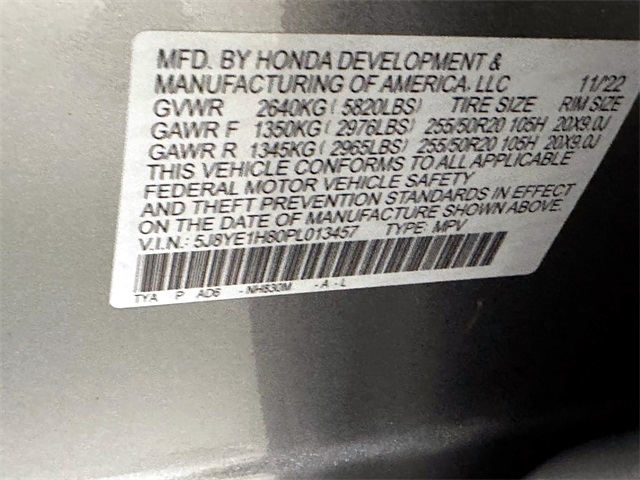 MFD. BY HONDA DEVELOPMENT &
MANUFACTURING OF AMERICA, LLC 11/22
GVWR 2640KG ( 5820LBS) TIRE SIZE RIM SIZE
GAWR F 1350KG ( 2976LBS) 255/50R20 105H 20X9.0J
GAWR R 1345KG ( 2965LBS) 255/50R20 105H 20X9.0J
THIS VEHICLE CONFORMS TO ALL APPLICABLE
FEDERAL MOTOR VEHICLE SAFETY
AND THEFT PREVENTION STANDARDS IN EFFECT
ON THE DATE OF MANUFACTURE SHOWN ABOVE.
V.I.N.: 5J8YE1H80PL013457 TYPE: MPV
TYA P AD6 -NH830M -A -L